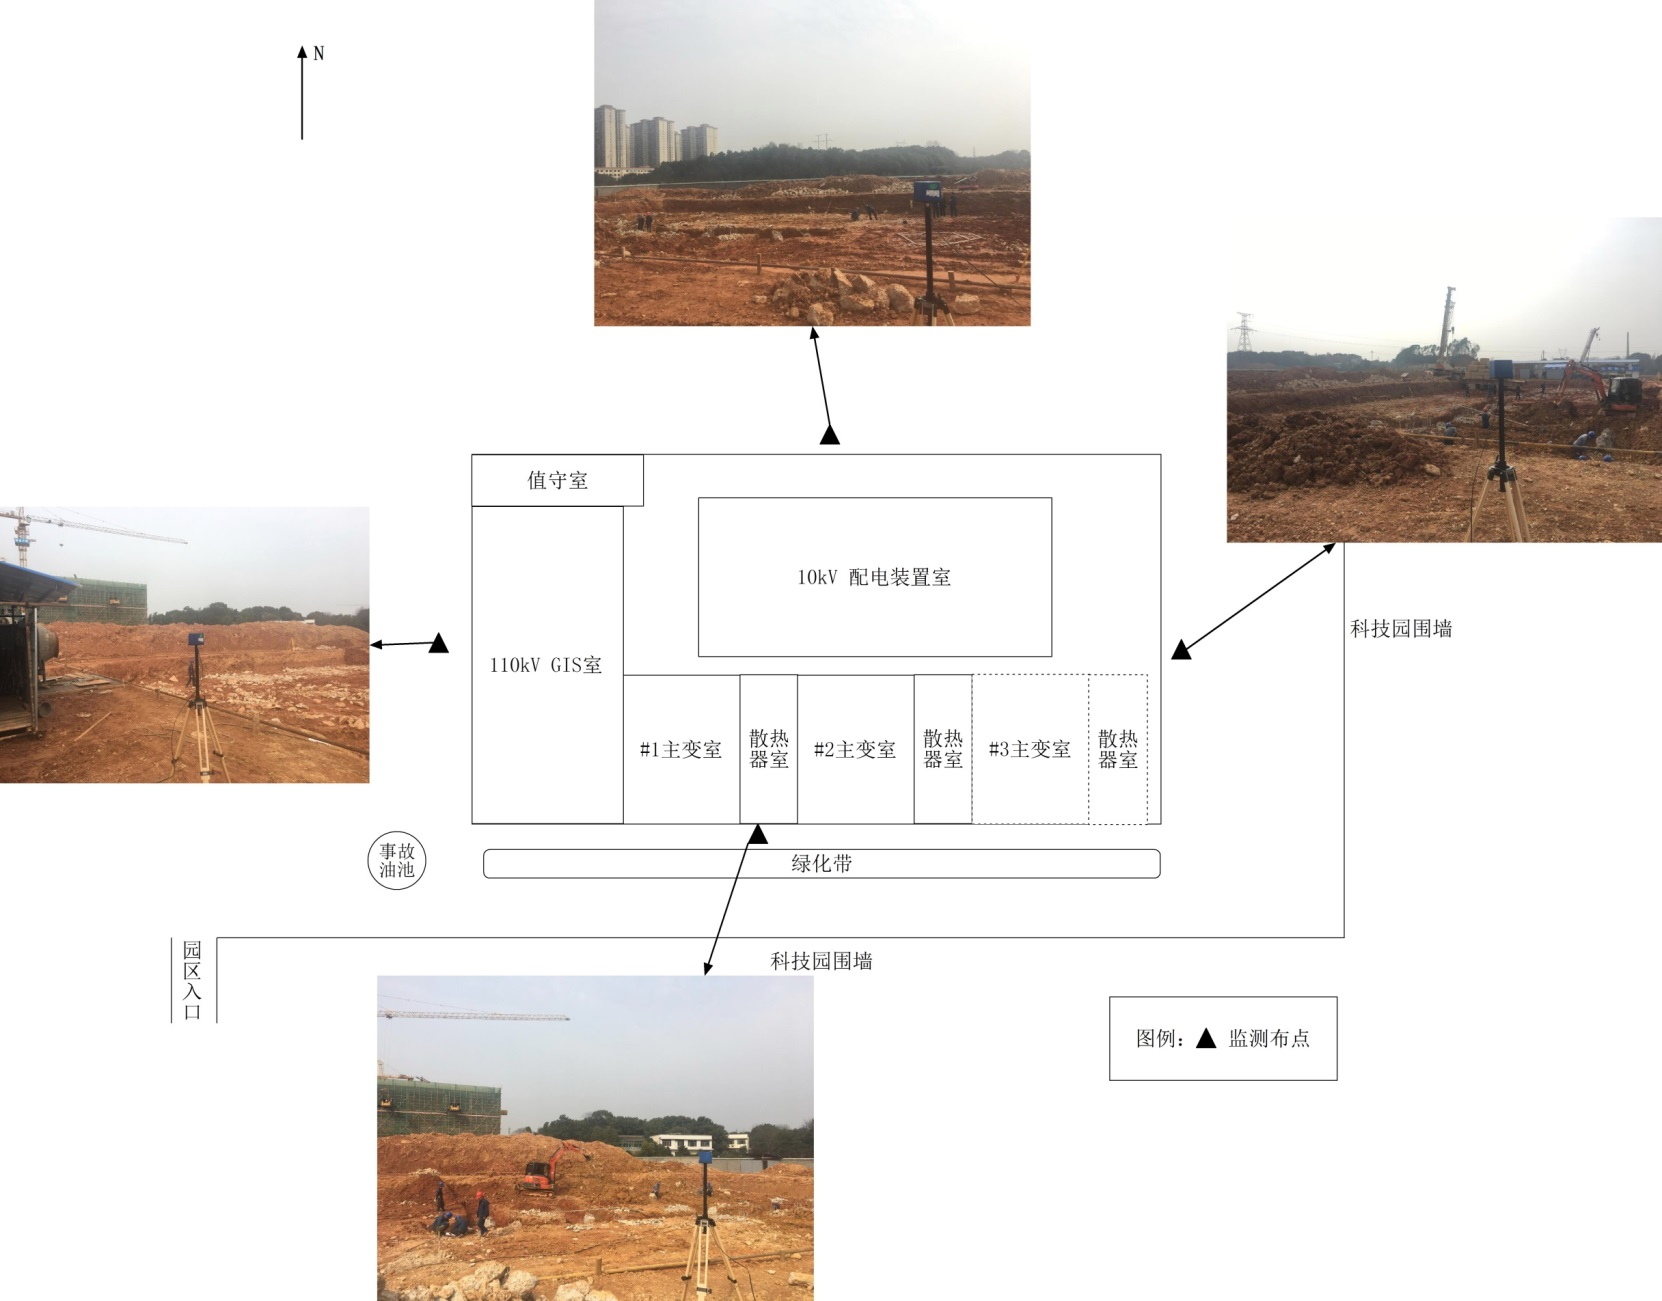 N
值守室
10kV 配电装置室
科技园围墙
110kV GIS室
#1主变室
散热
器室
#2主变室
散热
器室
#3主变室
散热
器室
事故
油池
绿化带
园
区
入
口
科技园围墙
图例: ▲ 监测布点